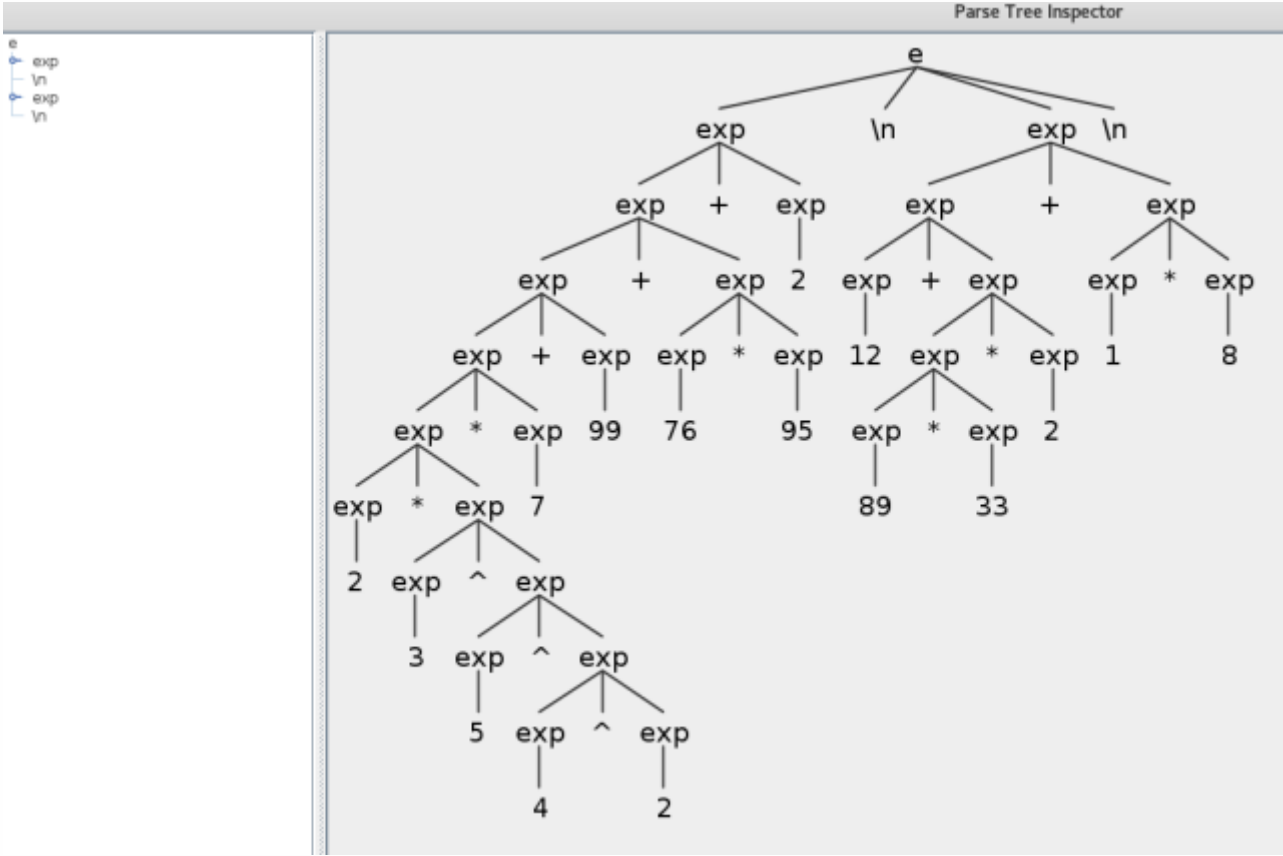 Parse Tree Inspector
e
exp
\n
exp
\n
e
exp \n exp \n
exp + exp exp + exp
exp + exp 2 exp + exp exp * exp
exp + exp exp * exp 12 exp * exp 1 8
exp * exp 99 76 95 exp * exp 2
exp * exp 7 89 33
2 exp ^ exp
3 exp ^ exp
5 exp ^ exp
4 2